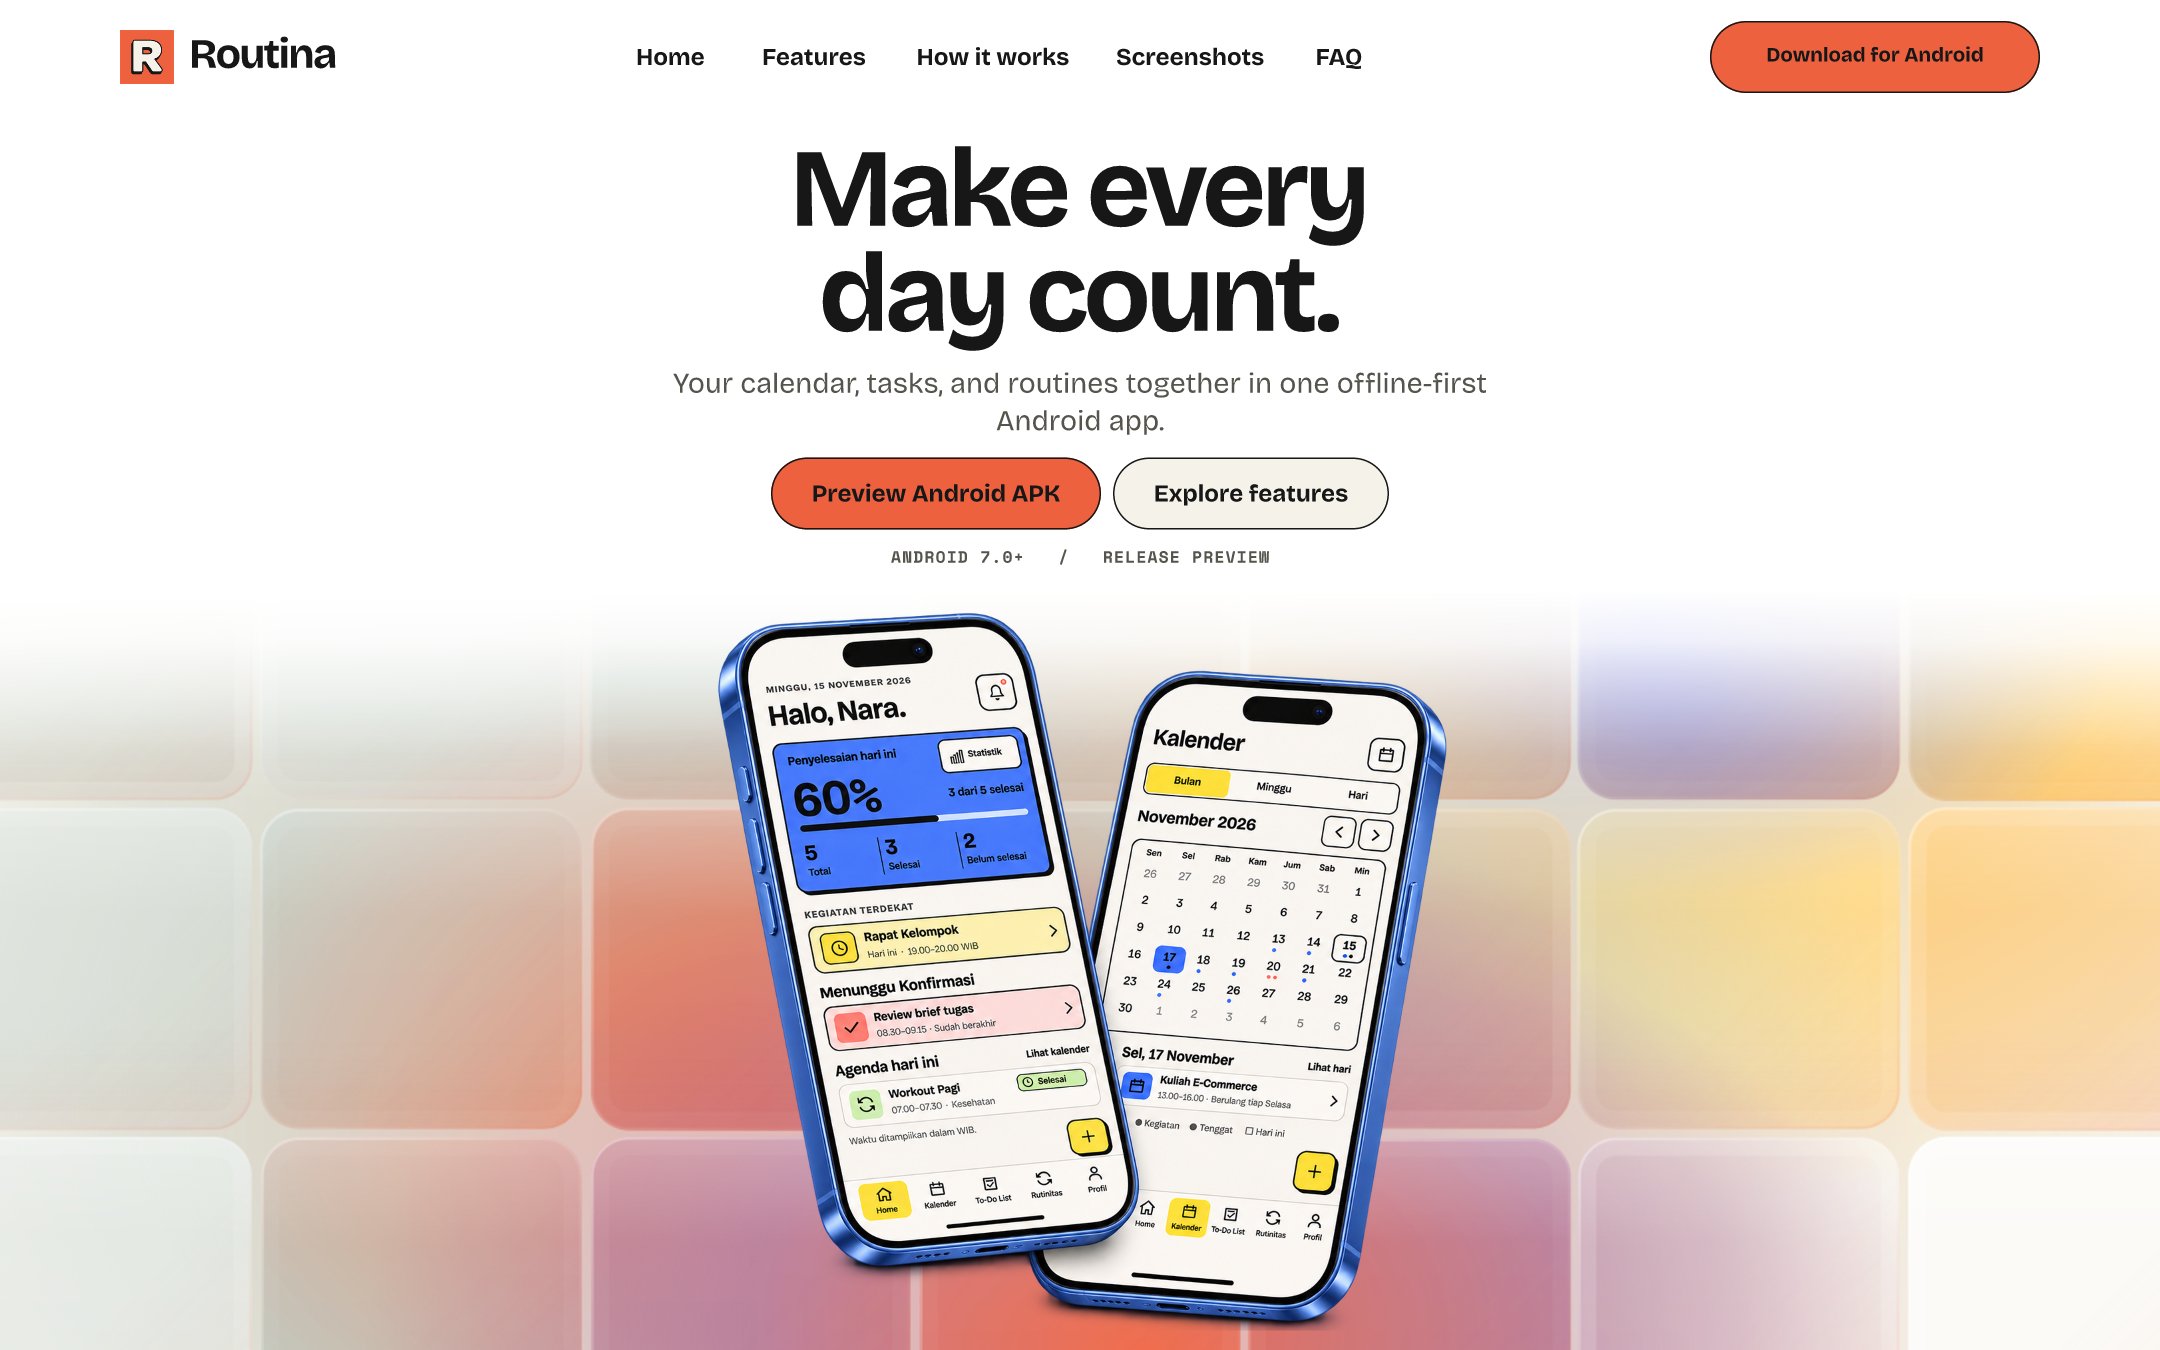 R Routina
Home Features How it works Screenshots FAQ
Download for Android
Make every
day count.
Your calendar, tasks, and routines together in one offline-first
Android app.
Preview Android APK
Explore features
ANDROID 7.0+ / RELEASE PREVIEW
MINGGU, 15 NOVEMBER 2026
Halo, Nara.
Penyelesaian hari ini
Statistik
60%
3 dari 5 selesai
5 3 2
Total Selesai Belum selesai
KEGIATAN TERDEKAT
Rapat Kelompok
Hari ini · 19.00–20.00 WIB
Menunggu Konfirmasi
Review brief tugas
08.30–09.15 · Sudah berakhir
Agenda hari ini Lihat kalender
Workout Pagi
Selesai
07.00–07.30 · Kesehatan
Waktu ditampilkan dalam WIB.
Home Kalender To-Do List Rutinitas Profil
Kalender
Bulan Minggu Hari
November 2026
Sen Sel Rab Kam Jum Sab Min
26 27 28 29 30 31 1
2 3 4 5 6 7 8
9 10 11 12 13 14 15
16 17 18 19 20 21 22
23 24 25 26 27 28 29
30 1 2 3 4 5 6
Sel, 17 November Lihat hari
Kuliah E-Commerce
13.00–16.00 · Berulang tiap Selasa
Kegiatan Tenggat Hari ini
Home Kalender To-Do List Rutinitas Profil